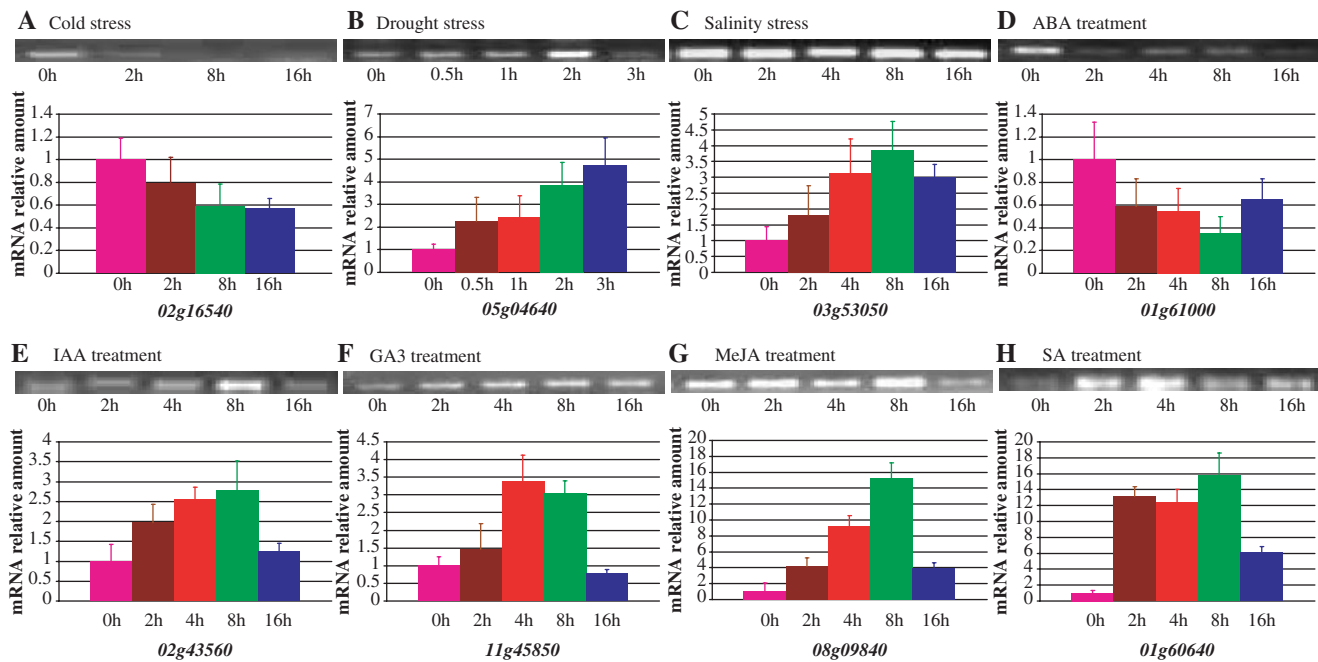 A Cold stress
0h 2h 8h 16h
mRNA relative amount
1.4
1.2
1
0.8
0.6
0.4
0.2
0
0h 2h 8h 16h
02g16540
B Drought stress
0h 0.5h 1h 2h 3h
mRNA relative amount
7
6
5
4
3
2
1
0
0h 0.5h 1h 2h 3h
05g04640
C Salinity stress
0h 2h 4h 8h 16h
mRNA relative amount
5
4.5
4
3.5
3
2.5
2
1.5
1
0.5
0
0h 2h 4h 8h 16h
03g53050
D ABA treatment
0h 2h 4h 8h 16h
mRNA relative amount
1.4
1.2
1
0.8
0.6
0.4
0.2
0
0h 2h 4h 8h 16h
01g61000
E IAA treatment
0h 2h 4h 8h 16h
mRNA relative amount
4
3.5
3
2.5
2
1.5
1
0.5
0
0h 2h 4h 8h 16h
02g43560
F GA3 treatment
0h 2h 4h 8h 16h
mRNA relative amount
4.5
4
3.5
3
2.5
2
1.5
1
0.5
0
0h 2h 4h 8h 16h
11g45850
G MeJA treatment
0h 2h 4h 8h 16h
mRNA relative amount
20
18
16
14
12
10
8
6
4
2
0
0h 2h 4h 8h 16h
08g09840
H SA treatment
0h 2h 4h 8h 16h
mRNA relative amount
20
18
16
14
12
10
8
6
4
2
0
0h 2h 4h 8h 16h
01g60640